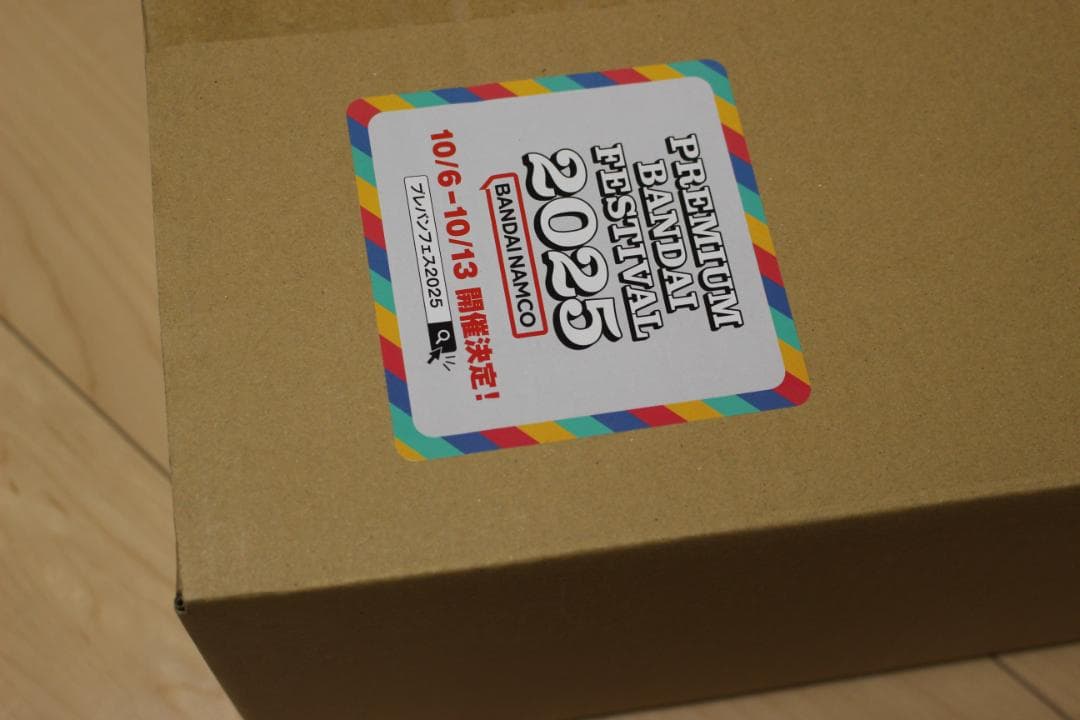 PREMIUM
BANDAI
FESTIVAL
2025
BANDAI NAMCO
10/6-10/13 開催決定!
プレバンフェス2025